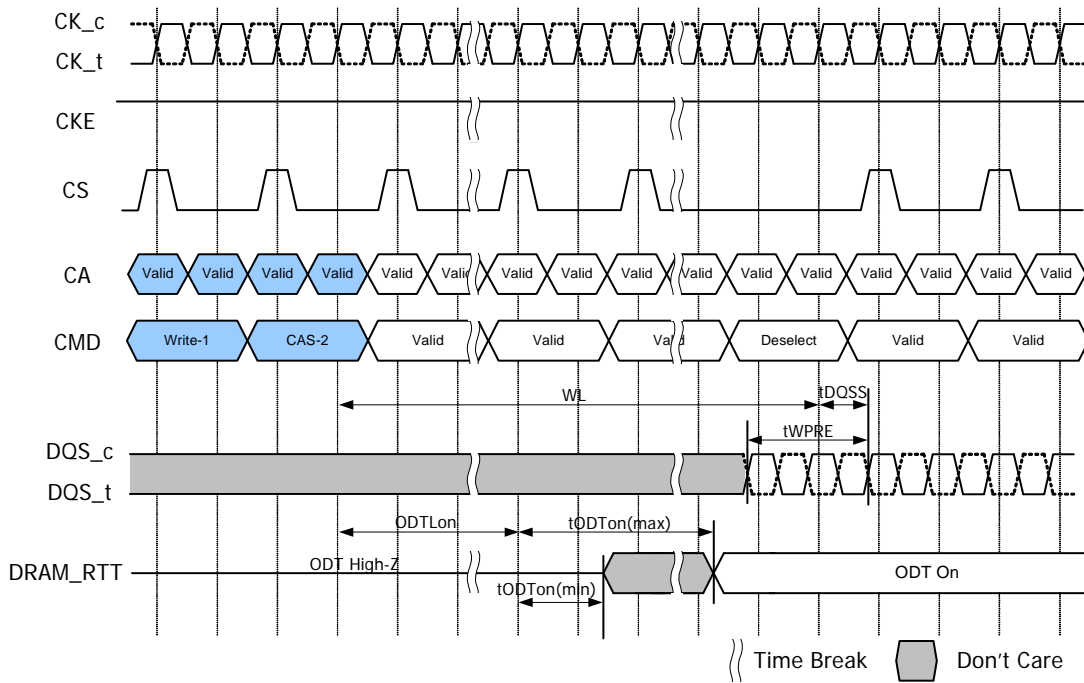 CK_c
CK_t
CKE
CS
CA Valid Valid Valid Valid Valid Valid Valid Valid Valid Valid Valid Valid Valid Valid Valid Valid
CMD Write-1 CAS-2 Valid Valid Valid Deselect Valid Valid
WL tDQSS
tWPRE
DQS_c
DQS_t
ODTLon tODTon(max)
DRAM_RTT ODT High-Z ODT On
tODTon(min)
Time Break Don't Care